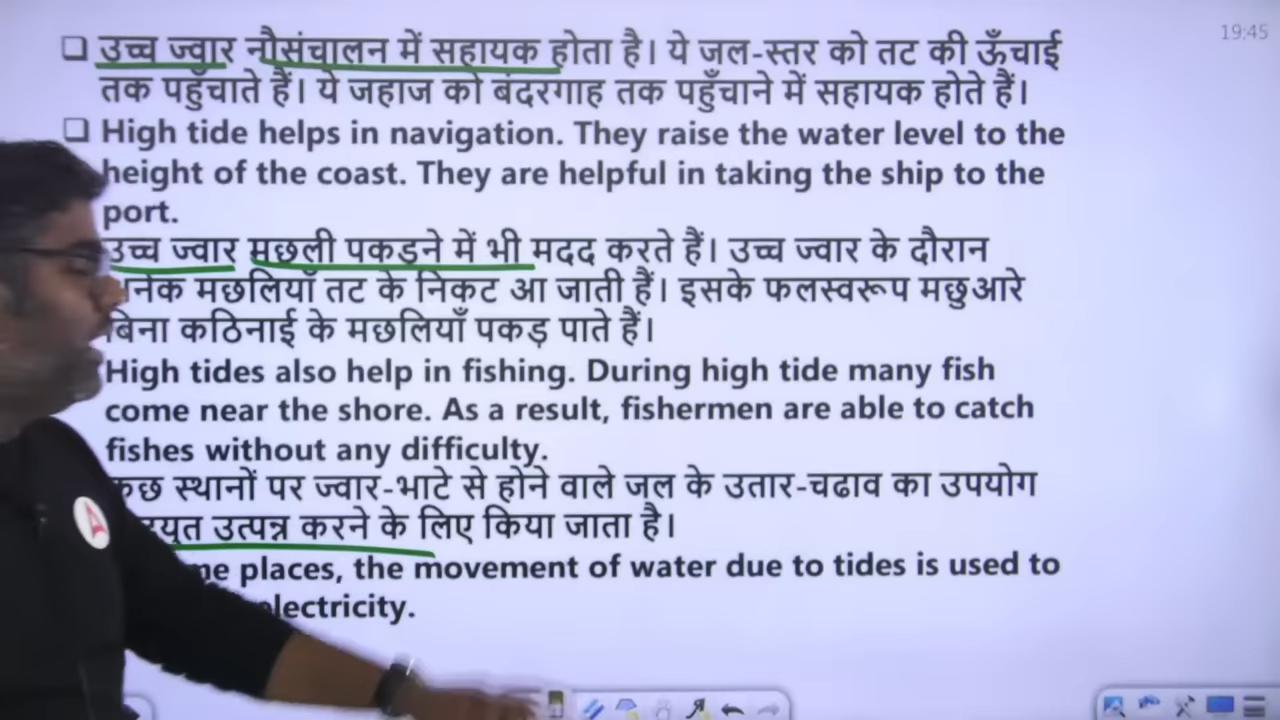 19:45
❑ उच्च ज्वार नौसंचालन में सहायक होता है। ये जल-स्तर को तट की ऊँचाई
तक पहुँचाते हैं। ये जहाज को बंदरगाह तक पहुँचाने में सहायक होते हैं।
❑ High tide helps in navigation. They raise the water level to the
height of the coast. They are helpful in taking the ship to the
port.
उच्च ज्वार मछली पकड़ने में भी मदद करते हैं। उच्च ज्वार के दौरान
मछलियाँ तट के निकट आ जाती हैं। इसके फलस्वरूप मछुआरे
बिना कठिनाई के मछलियाँ पकड़ पाते हैं।
High tides also help in fishing. During high tide many fish
come near the shore. As a result, fishermen are able to catch
fishes without any difficulty.
स्थानों पर ज्वार-भाटे से होने वाले जल के उतार-चढाव का उपयोग
उत्पन्न करने के लिए किया जाता है।
places, the movement of water due to tides is used to